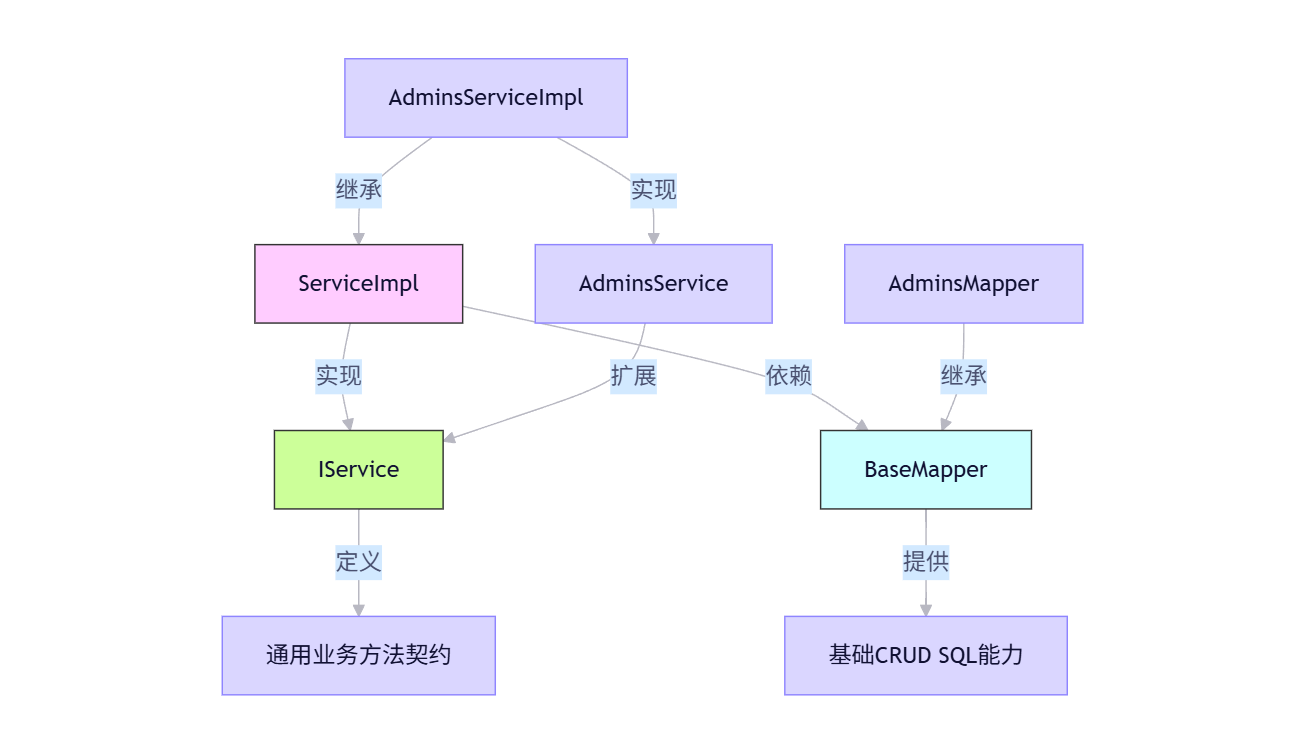 AdminsServiceImpl
继承
实现
ServiceImpl
AdminsService
AdminsMapper
实现
扩展
依赖
继承
IService
BaseMapper
定义
提供
通用业务方法契约
基础CRUD SQL能力